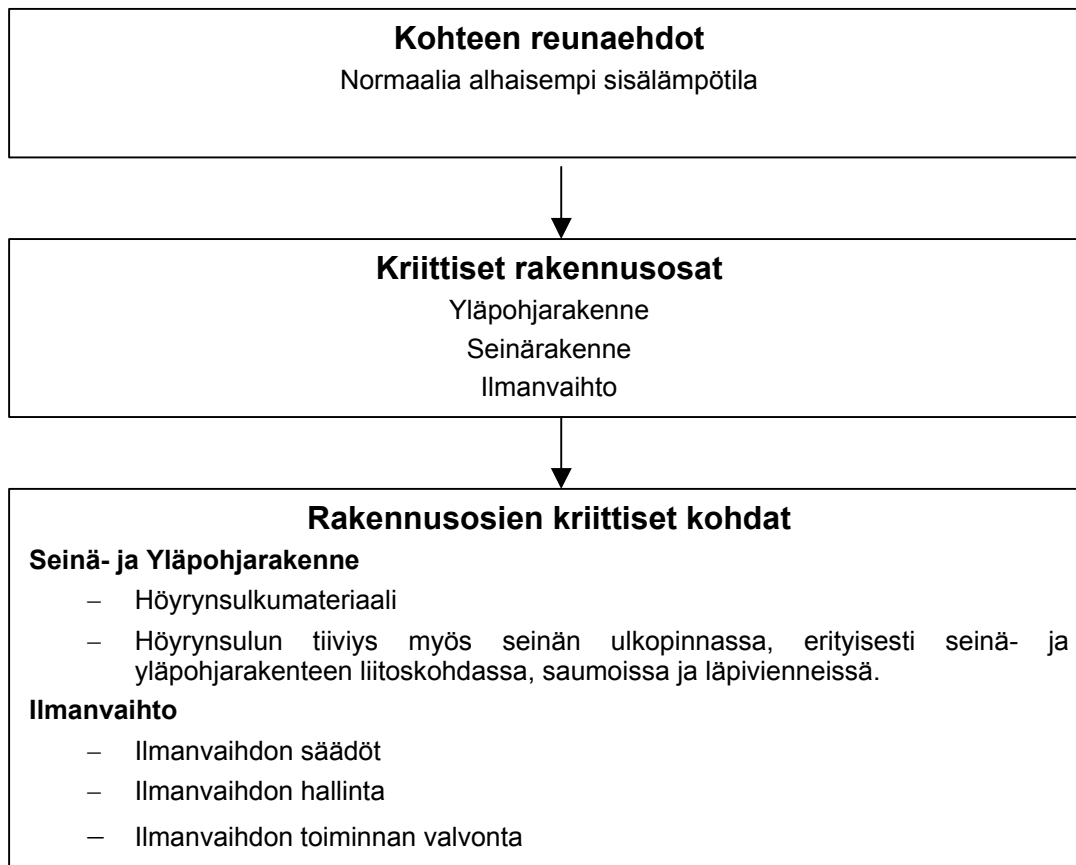 Kohteen reunaehdot
Normaalia alhaisempi sisälämpötila
Kriittiset rakennusosat
Yläpohjarakenne
Seinärakenne
Ilmanvaihto
Rakennusosien kriittiset kohdat
Seinä- ja Yläpohjarakenne
– Höyrynsulkumateriaali
– Höyrynsulun tiiviys myös seinän ulkopinnassa, erityisesti seinä- ja
yläpohjarakenteen liitoskohdassa, saumoissa ja läpivienneissä.
Ilmanvaihto
– Ilmanvaihdon säädöt
– Ilmanvaihdon hallinta
– Ilmanvaihdon toiminnan valvonta